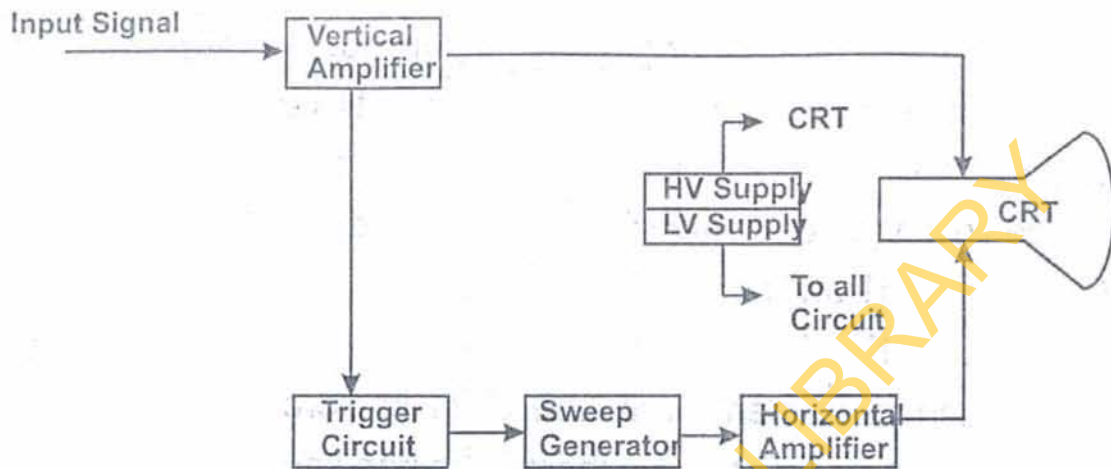 Input Signal
Vertical
Amplifier
CRT
HV Supply
LV Supply
CRT
To all
Circuit
Trigger
Circuit
Sweep
Generator
Horizontal
Amplifier
LIBRARY